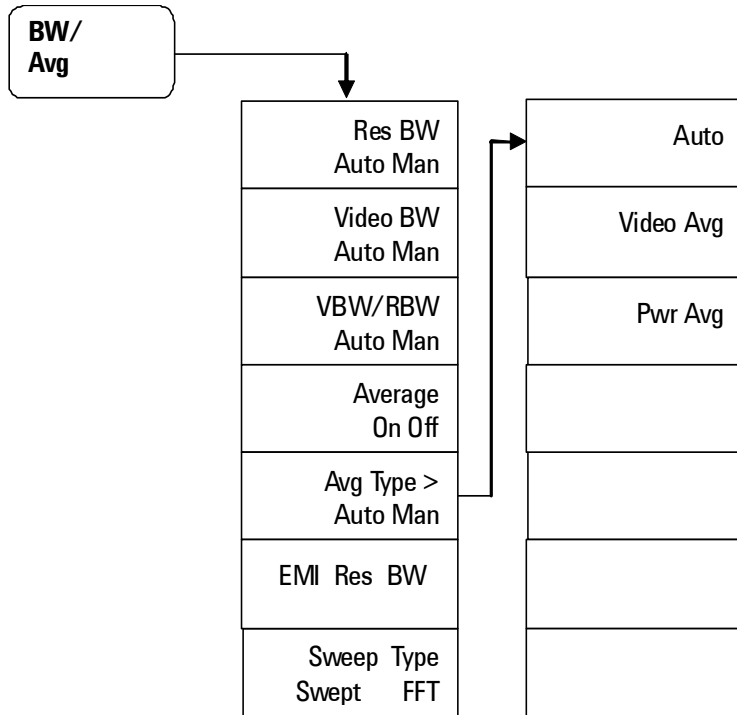 BW/
Avg
Res BW
Auto Man
Video BW
Auto Man
VBW/RBW
Auto Man
Average
On Off
Avg Type >
Auto Man
EMI Res BW
Sweep Type
Swept FFT
Auto
Video Avg
Pwr Avg